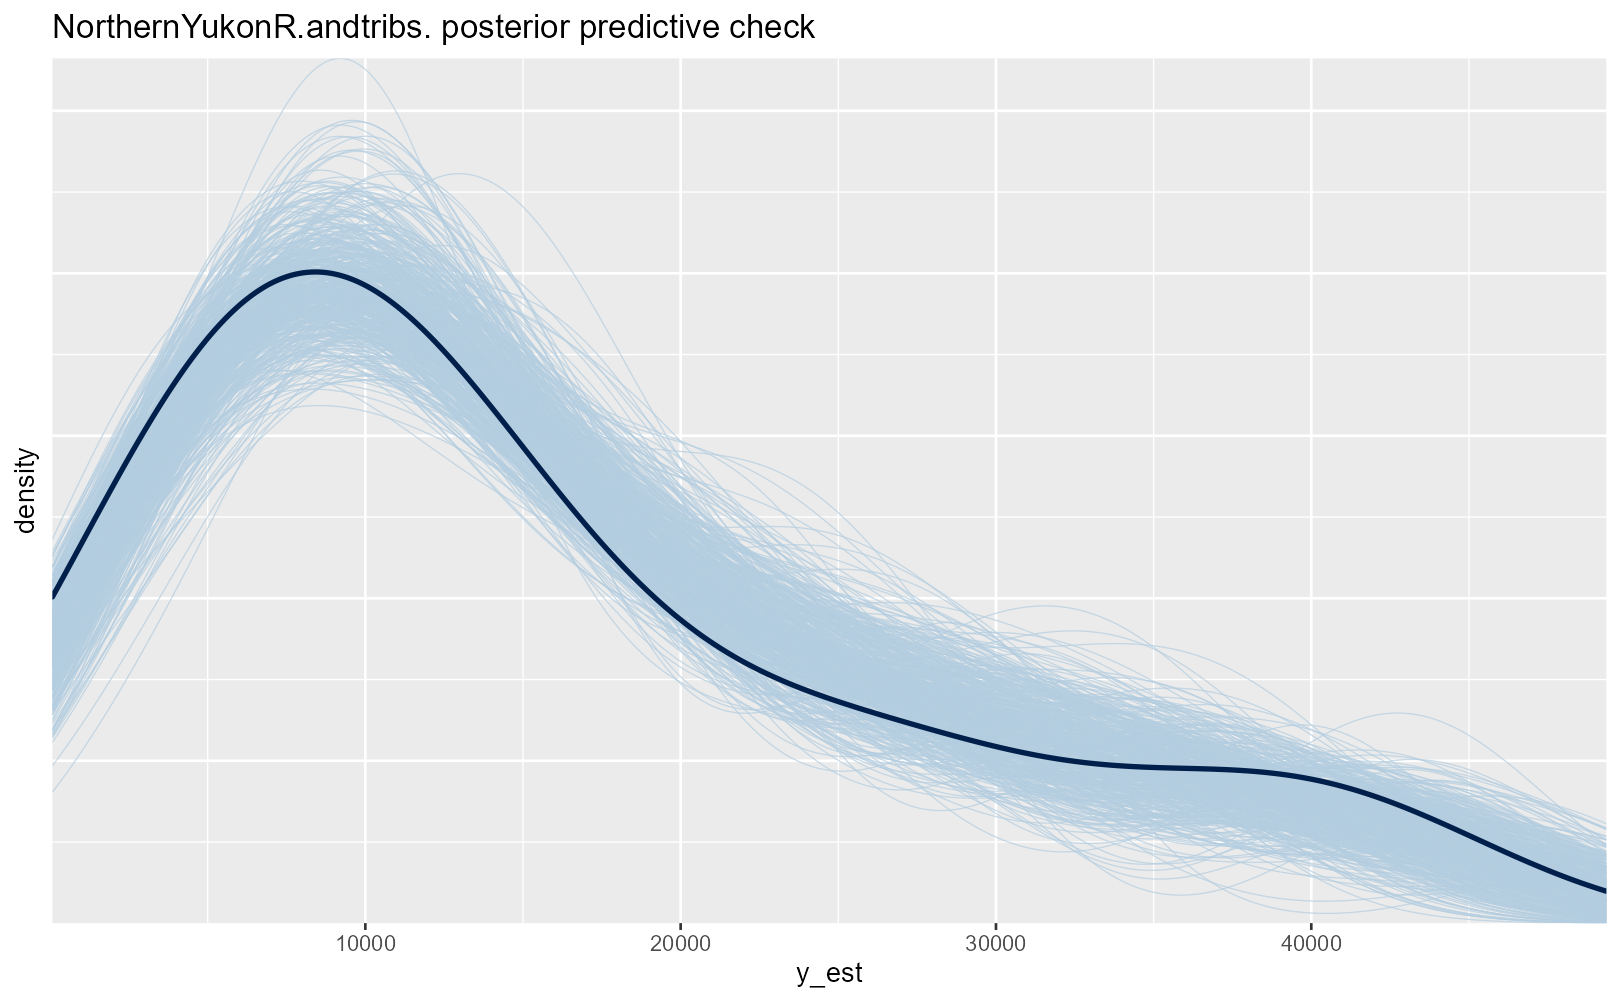 NorthernYukonR.andtribs. posterior predictive check
density
10000
20000
30000
40000
y_est